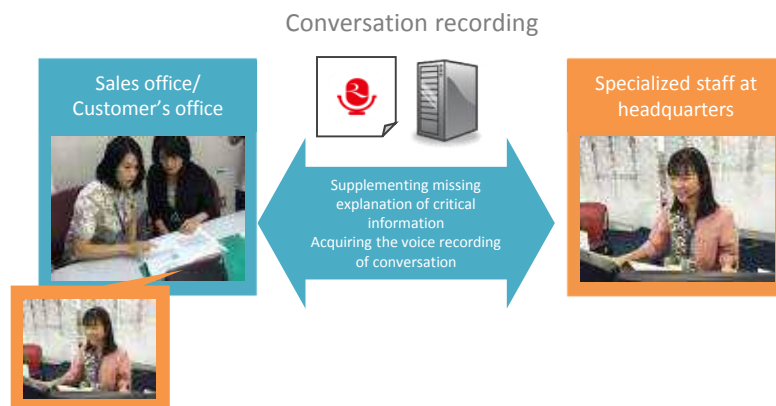 Conversation recording
Sales office/
Customer's office
Specialized staff at
headquarters
Supplementing missing
explanation of critical
information
Acquiring the voice recording
of conversation